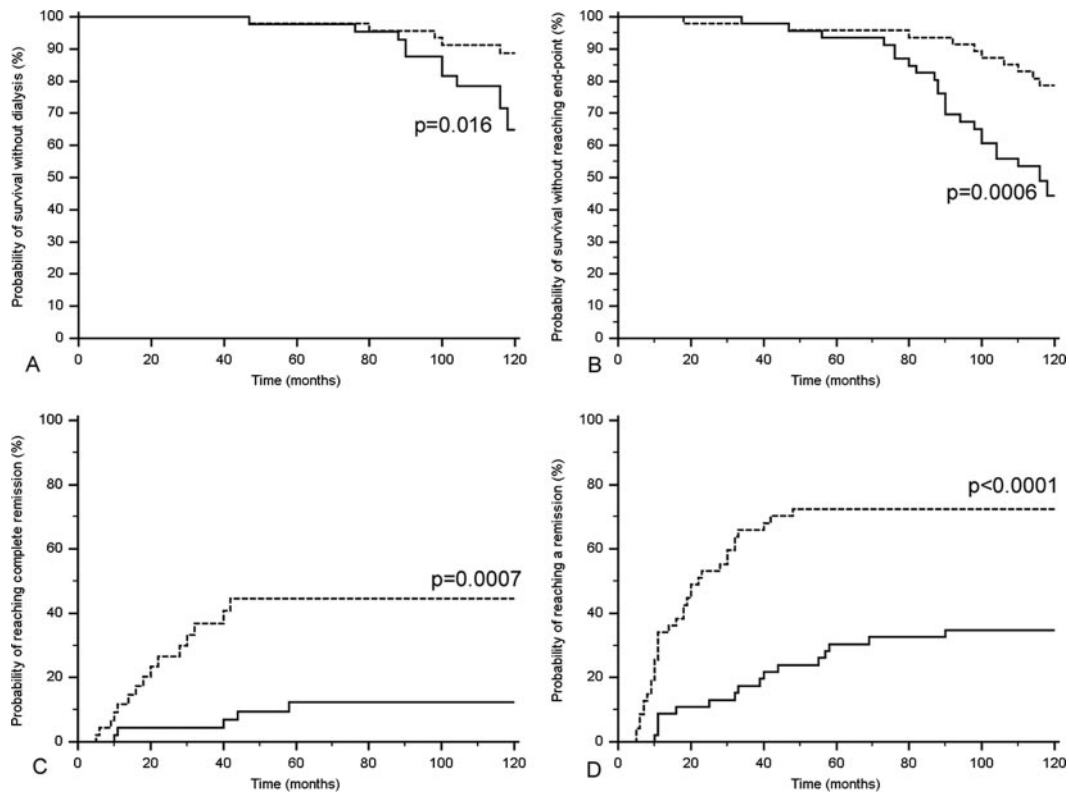 Probability of survival without dialysis (%)
100
90
80
70
60
50
40
30
20
10
0
p=0.016
0 20 40 60 80 100 120
Time (months)
A
Probability of survival without reaching end-point (%)
100
90
80
70
60
50
40
30
20
10
0
p=0.0006
0 20 40 60 80 100 120
Time (months)
B
Probability of reaching complete remission (%)
100
80
60
40
20
0
p=0.0007
0 20 40 60 80 100 120
Time (months)
C
Probability of reaching a remission (%)
100
80
60
40
20
0
p<0.0001
0 20 40 60 80 100 120
Time (months)
D